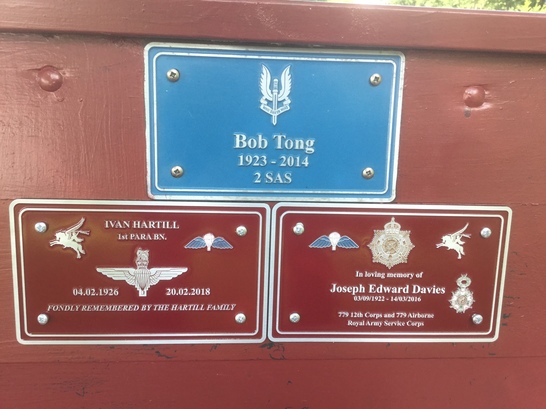 Bob Tong
1923 - 2014
2 SAS
IVAN HARTILL
1st PARA BN.
04.02.1926 20.02.2018
FONDLY REMEMBERED BY THE HARTILL FAMILY
In loving memory of
Joseph Edward Davies
03/09/1922 - 14/03/2016
779 12th Corps and 779 Airborne
Royal Army Service Corps